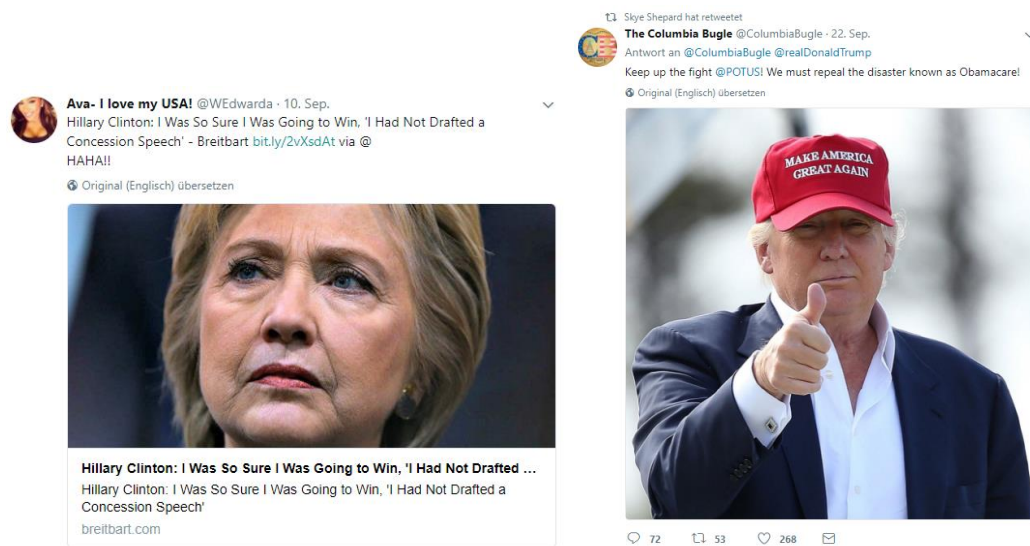 Ava- I love my USA! @WEdwarda · 10. Sep.
Hillary Clinton: I Was So Sure I Was Going to Win, 'I Had Not Drafted a
Concession Speech' - Breitbart bit.ly/2vXsdAt via @
HAHA!!
Original (Englisch) übersetzen
Hillary Clinton: I Was So Sure I Was Going to Win, 'I Had Not Drafted ...
Hillary Clinton: I Was So Sure I Was Going to Win, 'I Had Not Drafted a
Concession Speech'
breitbart.com
Skye Shepard hat retweetet
The Columbia Bugle @ColumbiaBugle · 22. Sep.
Antwort an @ColumbiaBugle @realDonaldTrump
Keep up the fight @POTUS! We must repeal the disaster known as Obamacare!
Original (Englisch) übersetzen
MAKE AMERICA
GREAT AGAIN
72 53 268